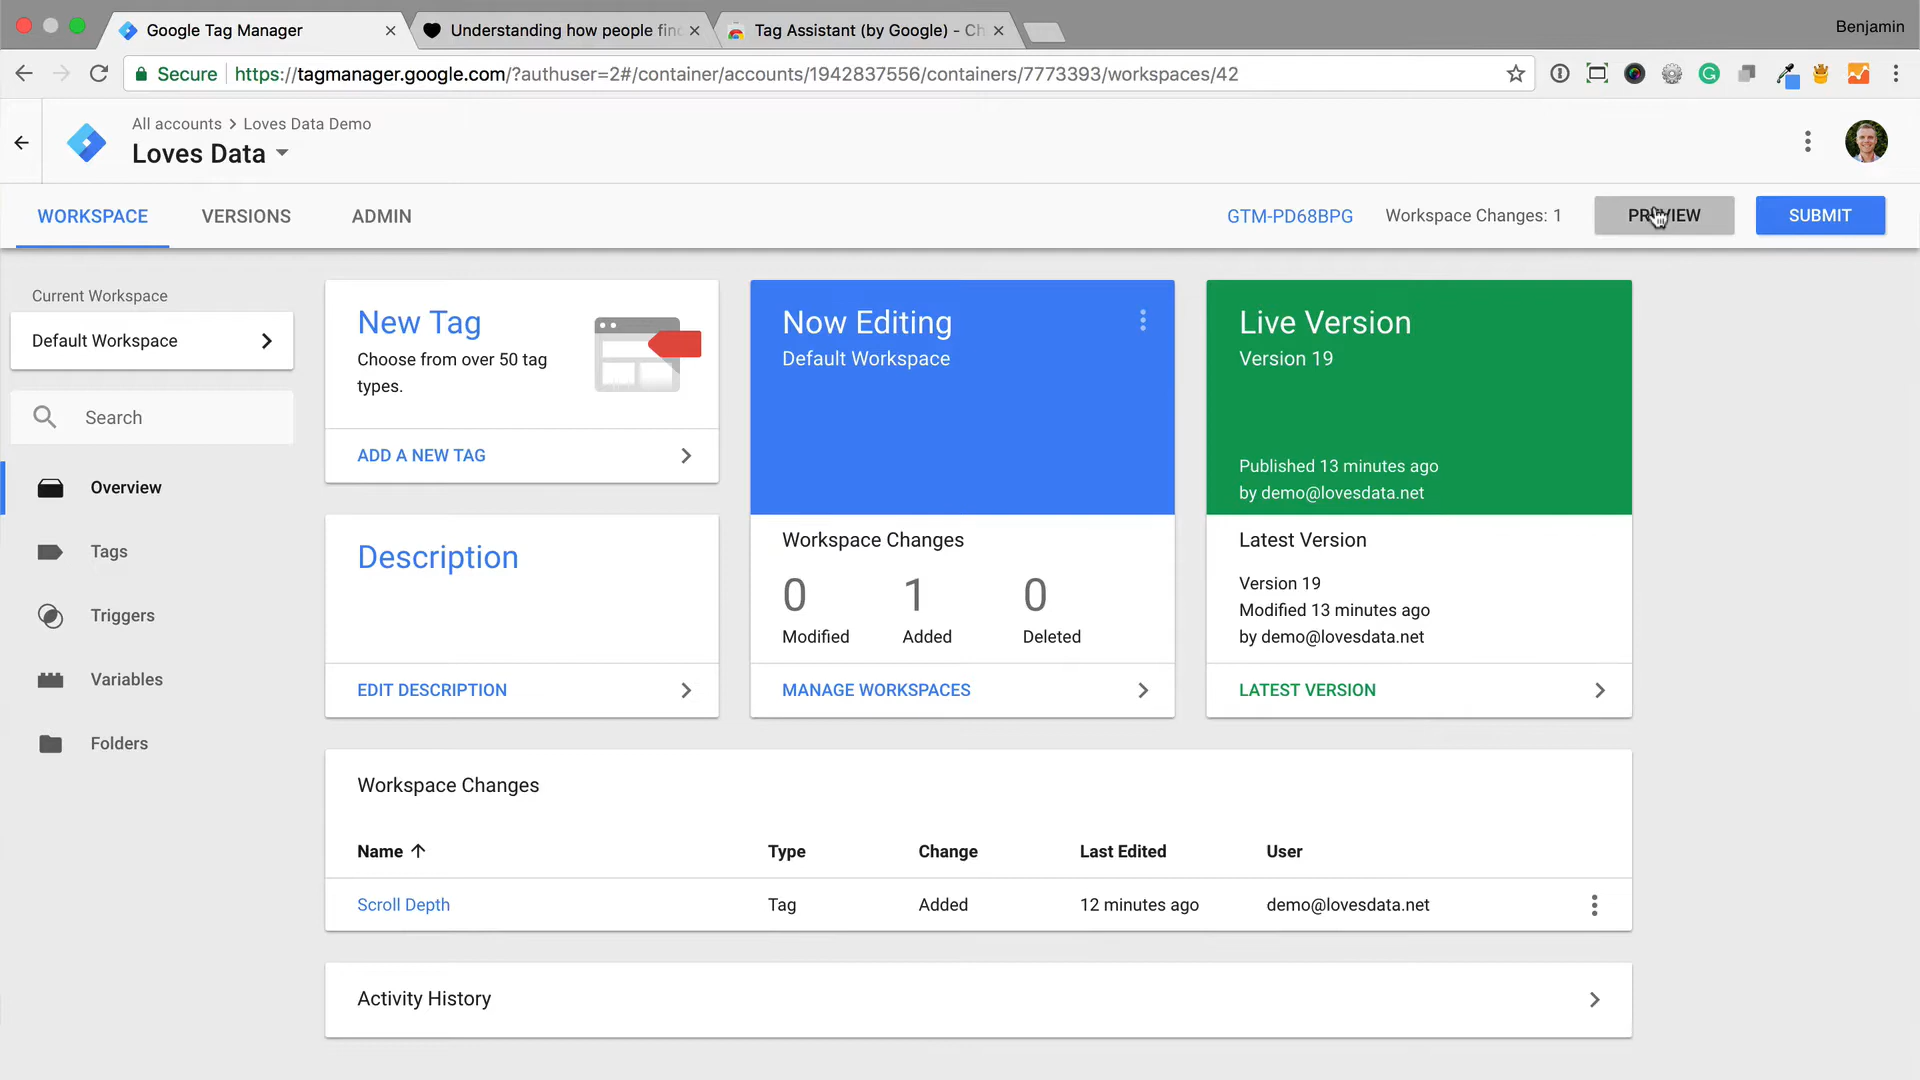 Benjamin
Google Tag Manager
Understanding how people find
Tag Assistant (by Google) - Ch
Secure
https://tagmanager.google.com/?authuser=2#/container/accounts/1942837556/containers/7773393/workspaces/42
All accounts > Loves Data Demo
Loves Data
WORKSPACE
VERSIONS
ADMIN
GTM-PD68BPG
Workspace Changes: 1
PREVIEW
SUBMIT
Current Workspace
Default Workspace
Search
Overview
Tags
Triggers
Variables
Folders
New Tag
Choose from over 50 tag
types.
ADD A NEW TAG
Description
EDIT DESCRIPTION
Now Editing
Default Workspace
Workspace Changes
0 1 0
Modified Added Deleted
MANAGE WORKSPACES
Live Version
Version 19
Published 13 minutes ago
by demo@lovesdata.net
Latest Version
Version 19
Modified 13 minutes ago
by demo@lovesdata.net
LATEST VERSION
Workspace Changes
Name Type Change Last Edited User
Scroll Depth Tag Added 12 minutes ago demo@lovesdata.net
Activity History